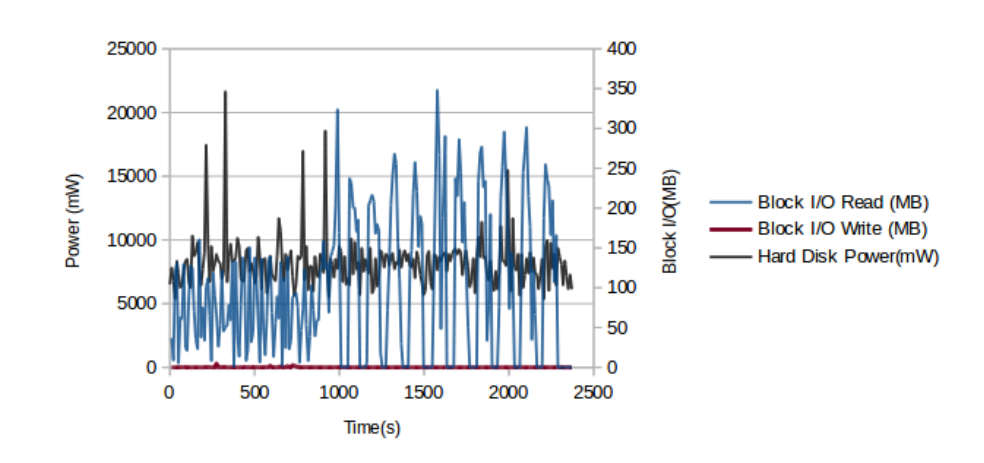 25000
20000
15000
10000
5000
0
Power (mW)
400
350
300
250
200
150
100
50
0
Block I/O(MB)
0 500 1000 1500 2000 2500
Time(s)
Block I/O Read (MB)
Block I/O Write (MB)
Hard Disk Power(mW)